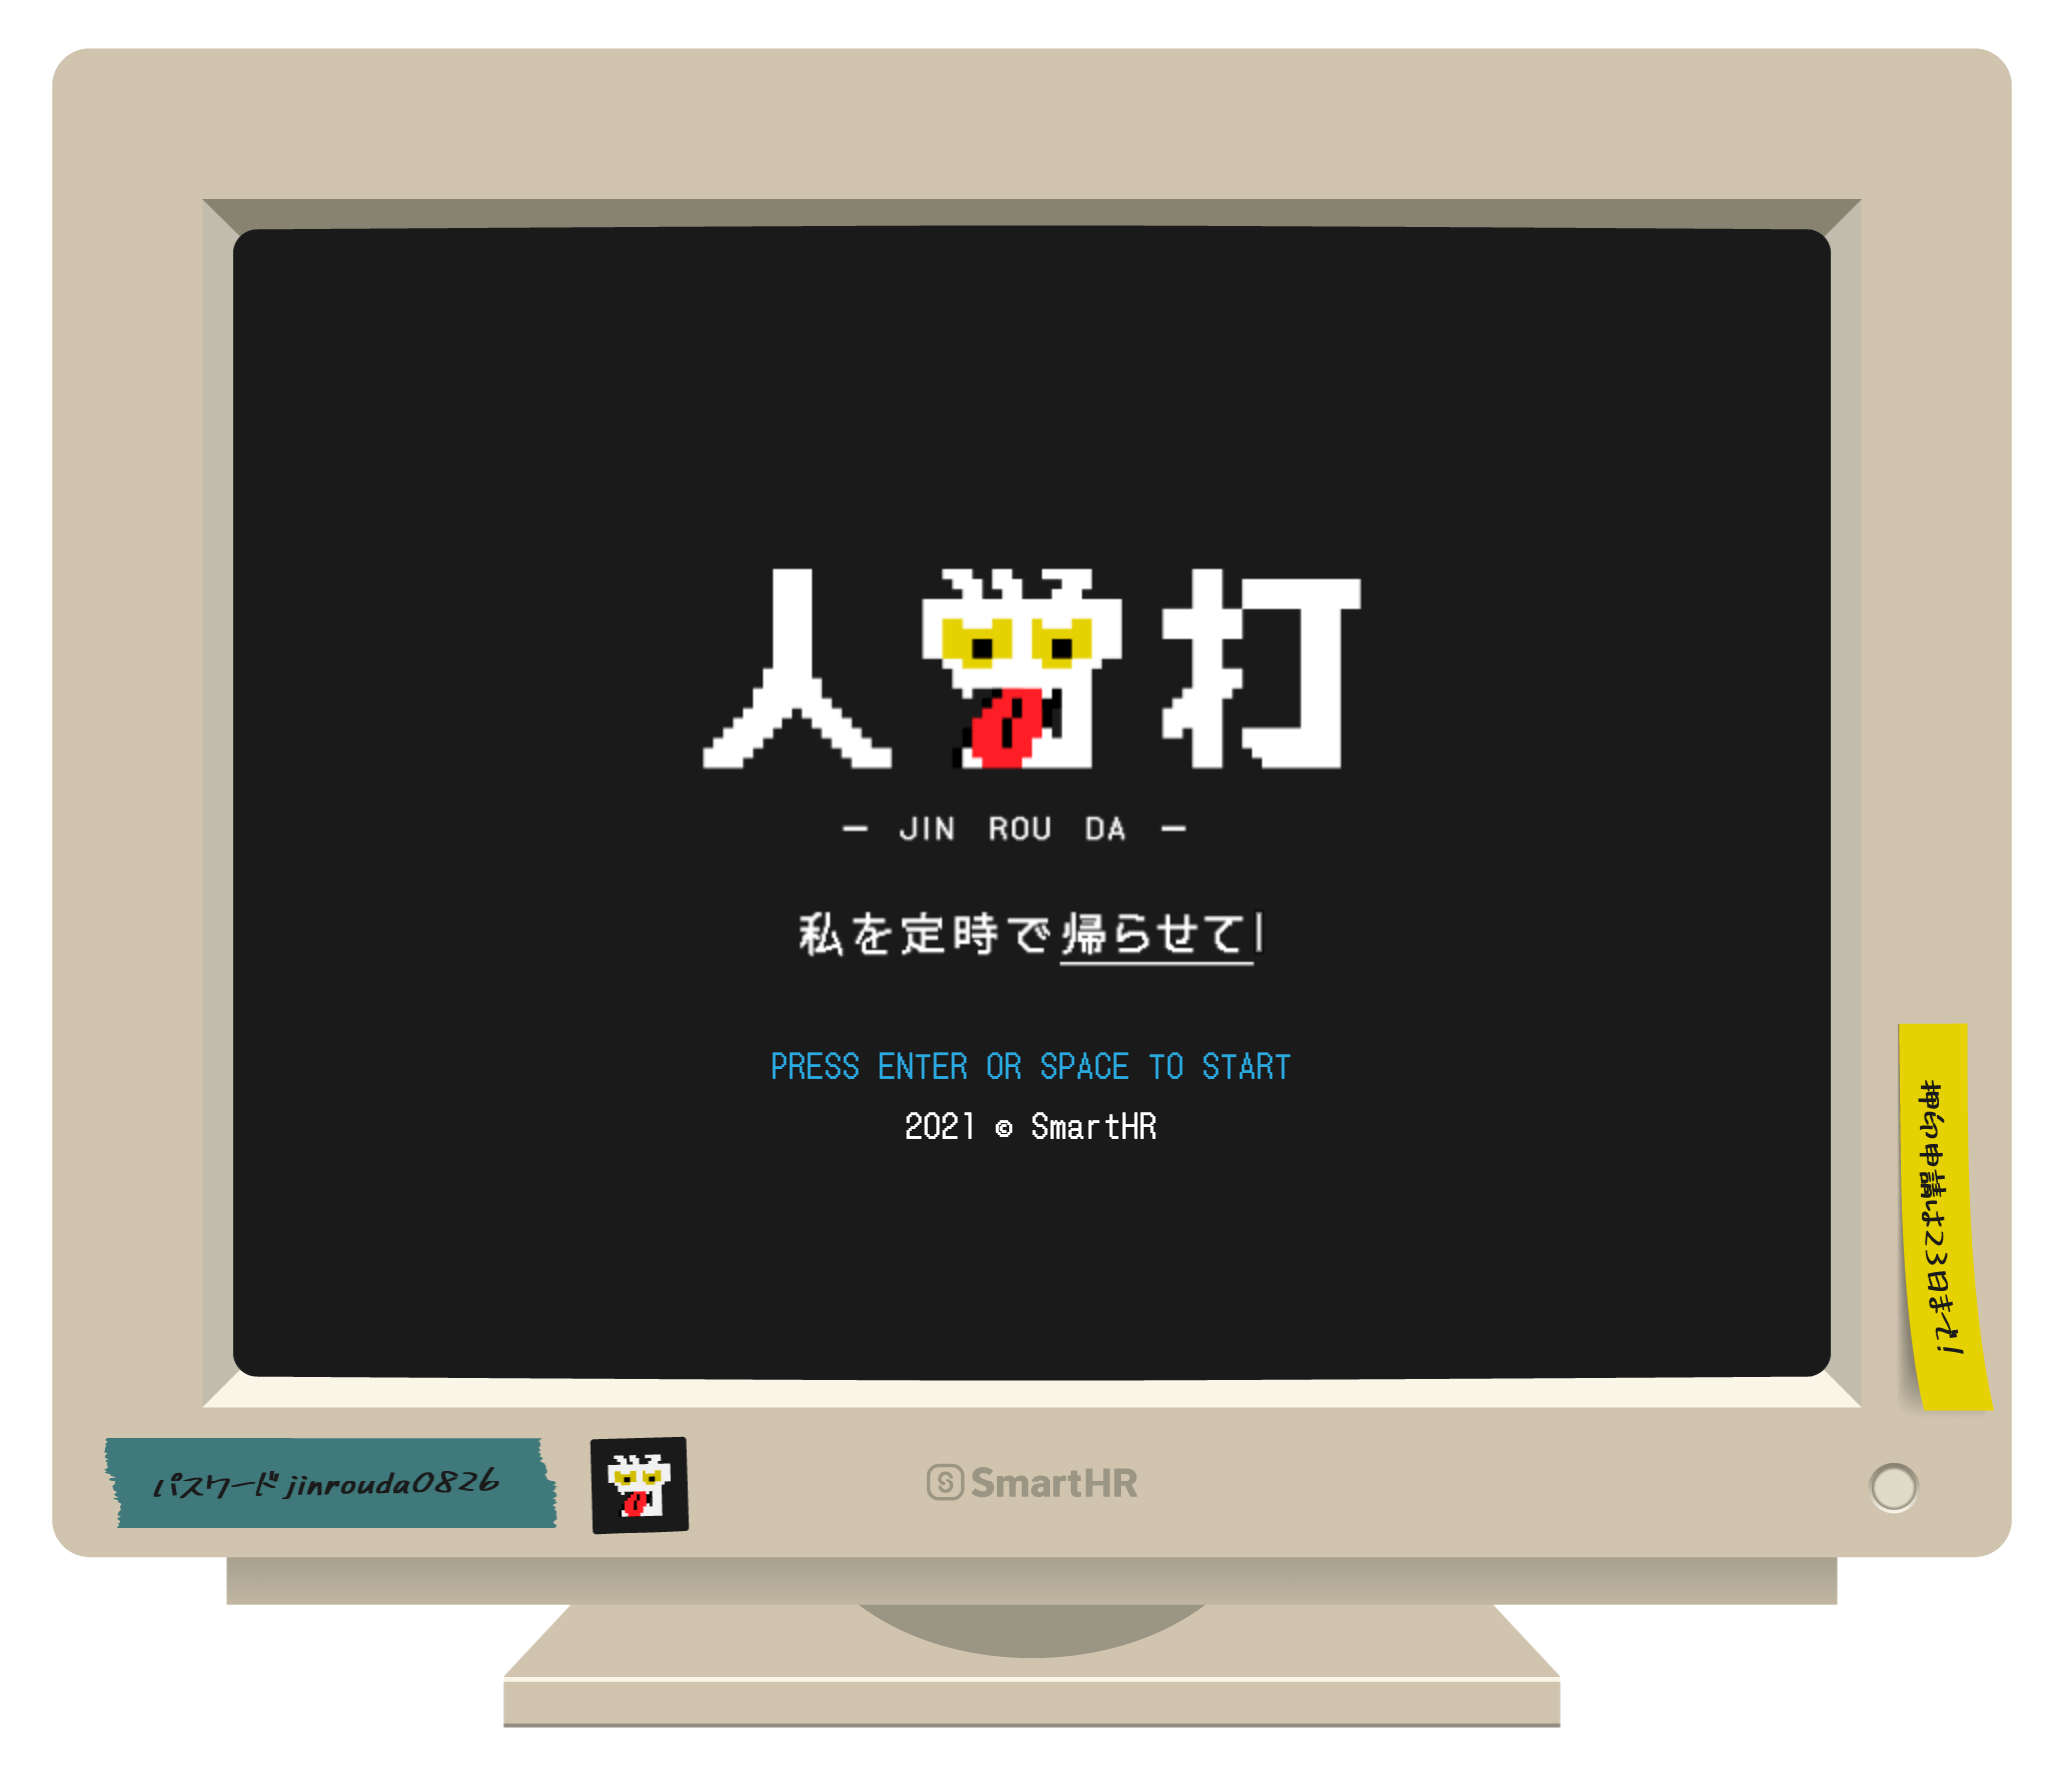 人労打
— JIN ROU DA —
私を定時で帰らせて
PRESS ENTER OR SPACE TO START
2021 © SmartHR
押印申請は23日まで!
パスワード jinrouda0826
SmartHR